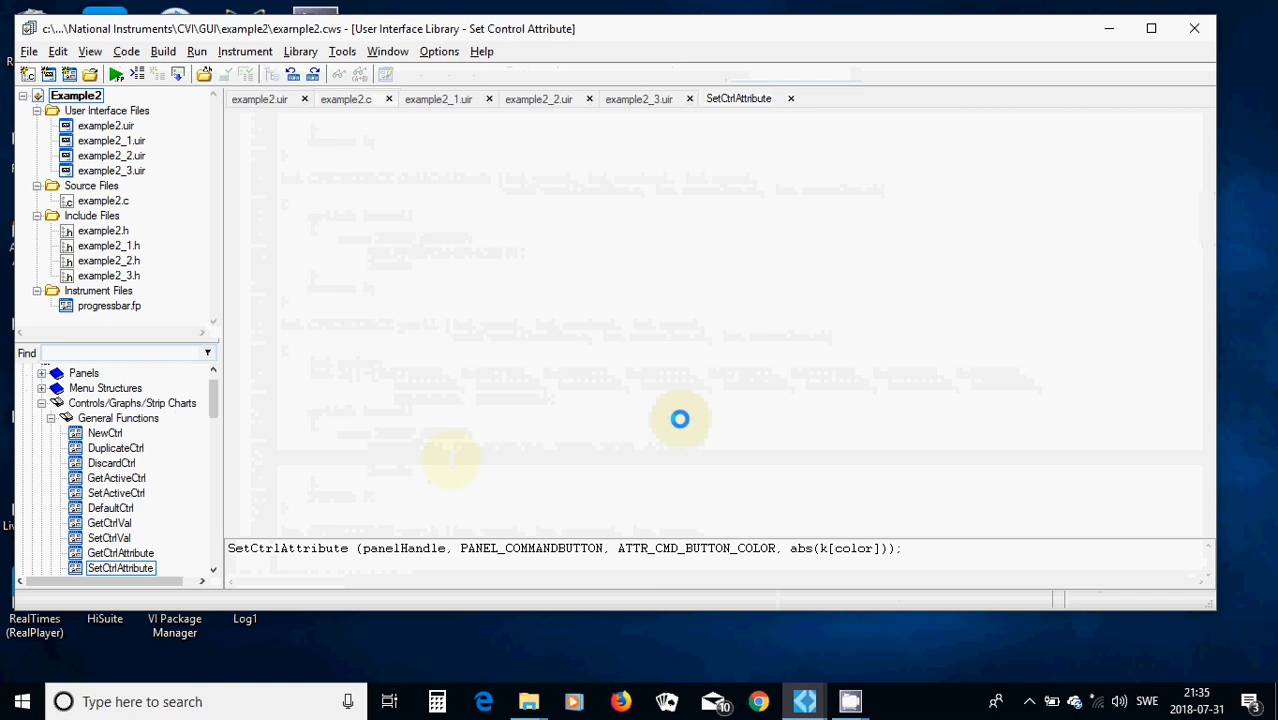 c:\...\National Instruments\CVI\GUI\example2\example2.cws - [User Interface Library - Set Control Attribute]
File Edit View Code Build Run Instrument Library Tools Window Options Help
example2.uir example2.c example2_1.uir example2_2.uir example2_3.uir SetCtrlAttribute
Example2
User Interface Files
example2.uir
example2_1.uir
example2_2.uir
example2_3.uir
Source Files
example2.c
Include Files
example2.h
example2_1.h
example2_2.h
example2_3.h
Instrument Files
progressbar.fp
Find
Panels
Menu Structures
Controls/Graphs/Strip Charts
General Functions
NewCtrl
DuplicateCtrl
DiscardCtrl
GetActiveCtrl
SetActiveCtrl
DefaultCtrl
GetCtrlVal
SetCtrlVal
GetCtrlAttribute
SetCtrlAttribute
SetCtrlAttribute (panelHandle, PANEL_COMMANDBUTTON, ATTR_CMD_BUTTON_COLOR, abs(k[color]));
RealTimes
(RealPlayer)
HiSuite
VI Package
Manager
Log1
Type here to search
10
SWE
21:35
2018-07-31
3